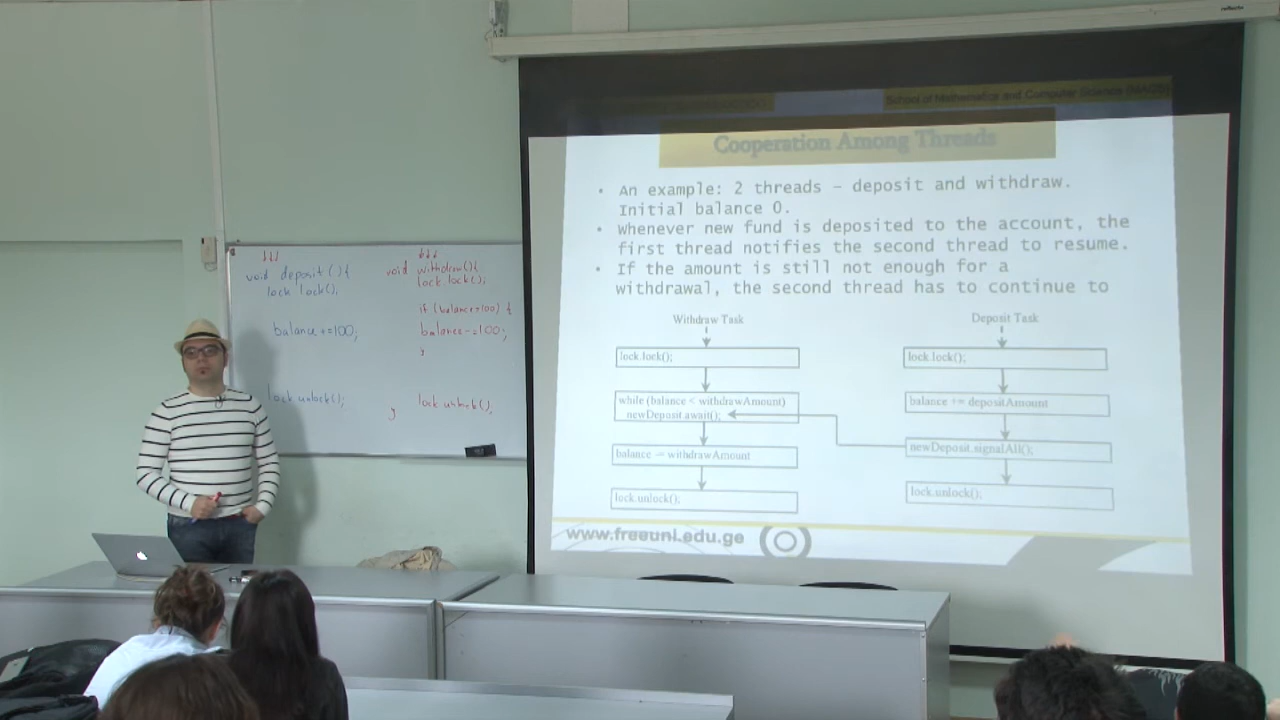 School of Mathematics and Computer Science (MACS)
Cooperation Among Threads
• An example: 2 threads – deposit and withdraw.
Initial balance 0.
• Whenever new fund is deposited to the account, the
first thread notifies the second thread to resume.
• If the amount is still not enough for a
withdrawal, the second thread has to continue to
Withdraw Task
lock.lock();
while (balance < withdrawAmount)
newDeposit.await();
balance -= withdrawAmount
lock.unlock();
Deposit Task
lock.lock();
balance += depositAmount
newDeposit.signalAll();
lock.unlock();
www.freeuni.edu.ge
void deposit(){
lock.lock();
balance+=100;
lock.unlock();
void withdraw(){
lock.lock();
if (balance>100) {
balance-=100;
}
lock.unlock();
}